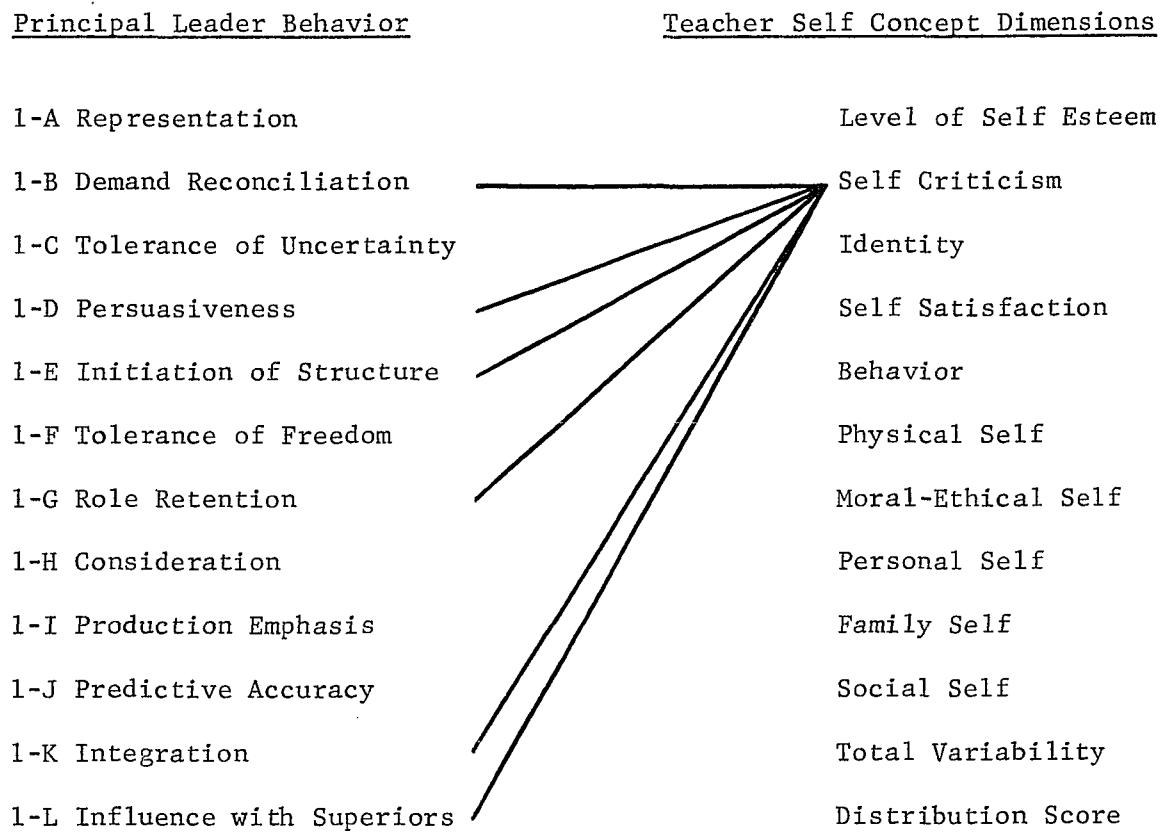 Principal Leader Behavior
Teacher Self Concept Dimensions
1-A Representation
Level of Self Esteem
1-B Demand Reconciliation
Self Criticism
1-C Tolerance of Uncertainty
Identity
1-D Persuasiveness
Self Satisfaction
1-E Initiation of Structure
Behavior
1-F Tolerance of Freedom
Physical Self
1-G Role Retention
Moral-Ethical Self
1-H Consideration
Personal Self
1-I Production Emphasis
Family Self
1-J Predictive Accuracy
Social Self
1-K Integration
Total Variability
1-L Influence with Superiors
Distribution Score